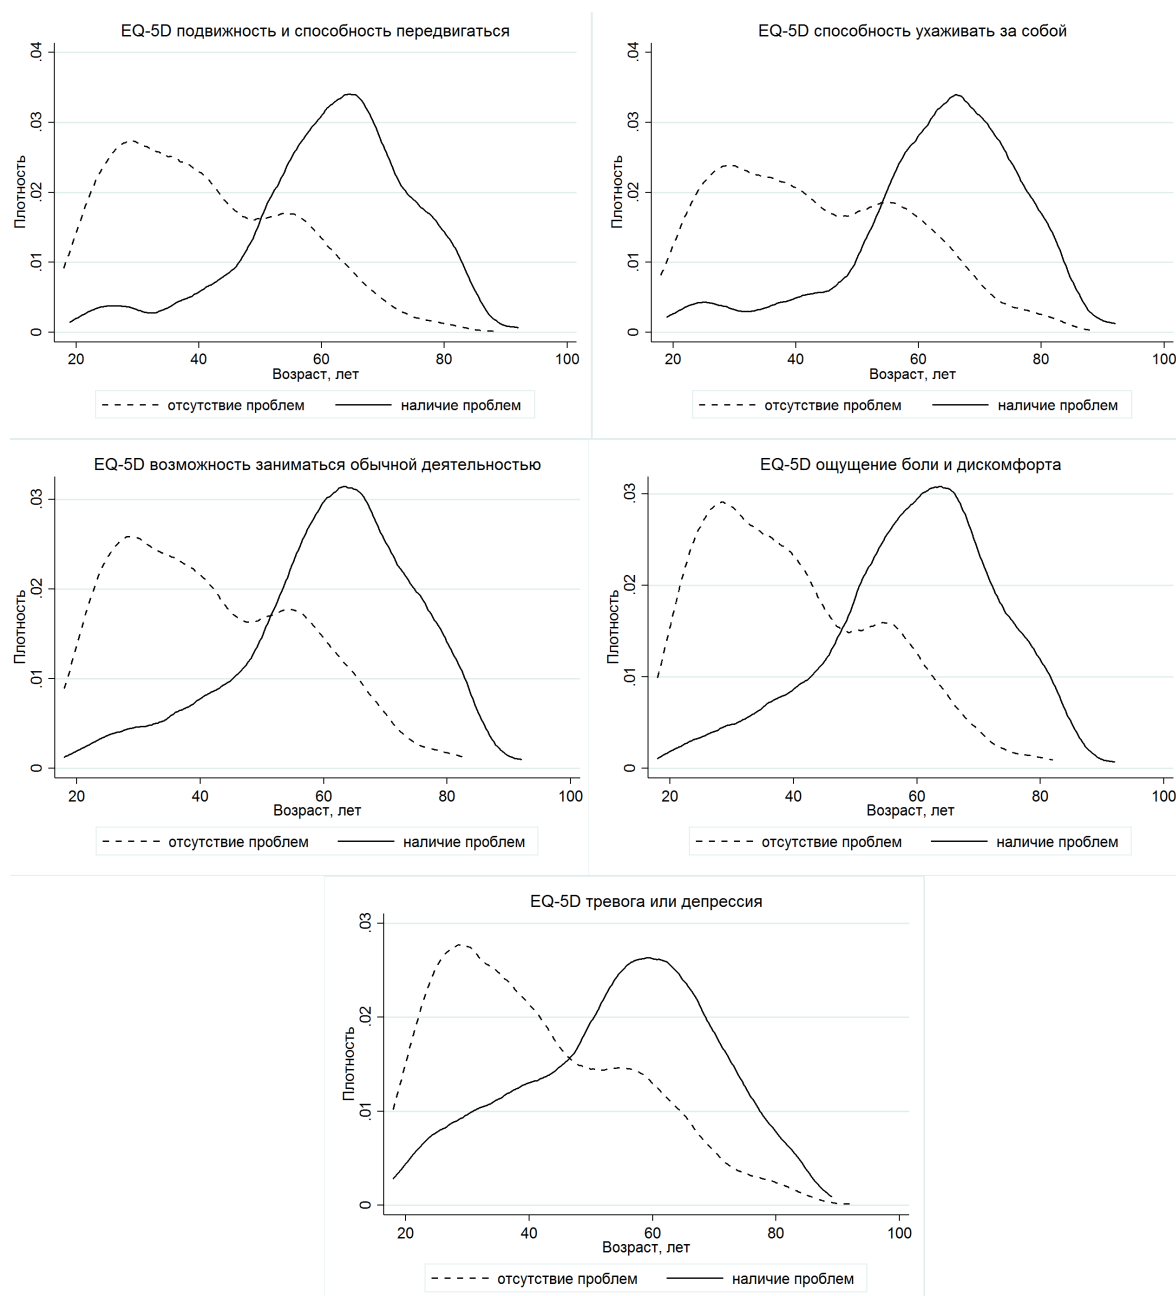 EQ-5D подвижность и способность передвигаться
.04
.03
.02
.01
0
Плотность
20 40 60 80 100
Возраст, лет
отсутствие проблем наличие проблем
EQ-5D способность ухаживать за собой
.04
.03
.02
.01
0
Плотность
20 40 60 80 100
Возраст, лет
отсутствие проблем наличие проблем
EQ-5D возможность заниматься обычной деятельностью
.03
.02
.01
0
Плотность
20 40 60 80 100
Возраст, лет
отсутствие проблем наличие проблем
EQ-5D ощущение боли и дискомфорта
.03
.02
.01
0
Плотность
20 40 60 80 100
Возраст, лет
отсутствие проблем наличие проблем
EQ-5D тревога или депрессия
.03
.02
.01
0
Плотность
20 40 60 80 100
Возраст, лет
отсутствие проблем наличие проблем